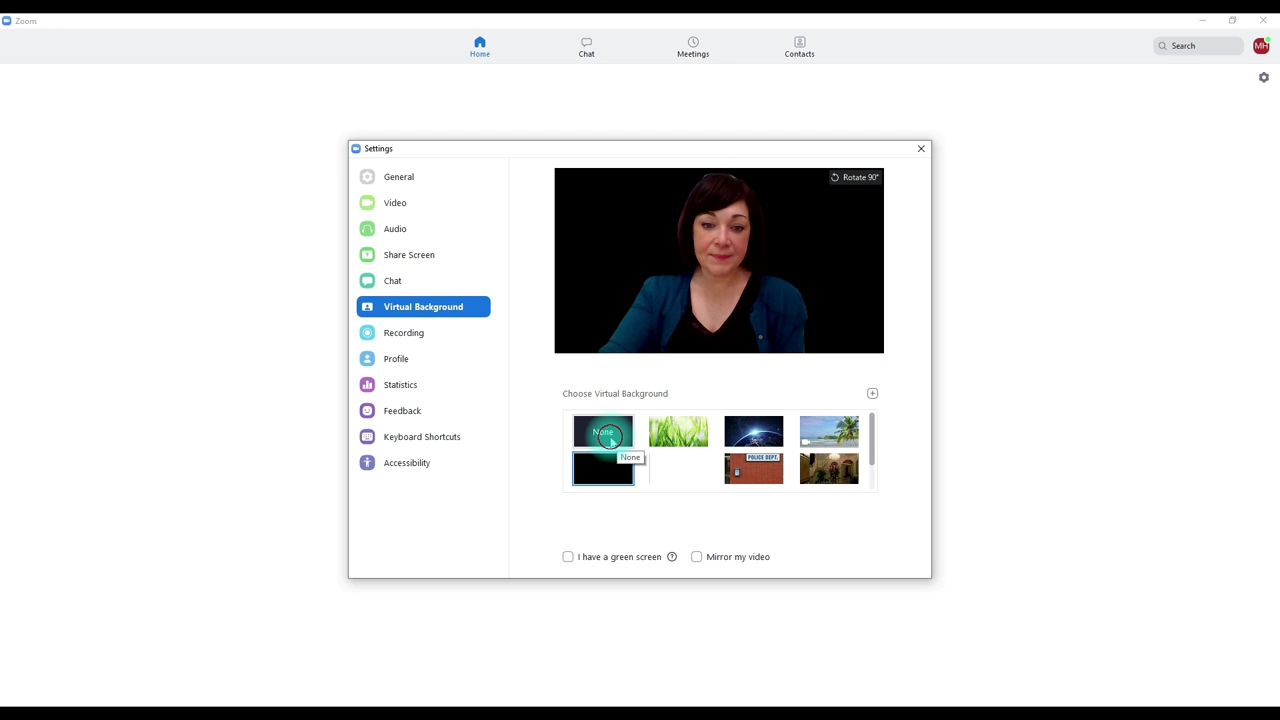 Zoom
Home
Chat
Meetings
Contacts
Search
MH
Settings
General
Video
Audio
Share Screen
Chat
Virtual Background
Recording
Profile
Statistics
Feedback
Keyboard Shortcuts
Accessibility
Rotate 90°
Choose Virtual Background
None
None
POLICE DEPT.
I have a green screen
Mirror my video